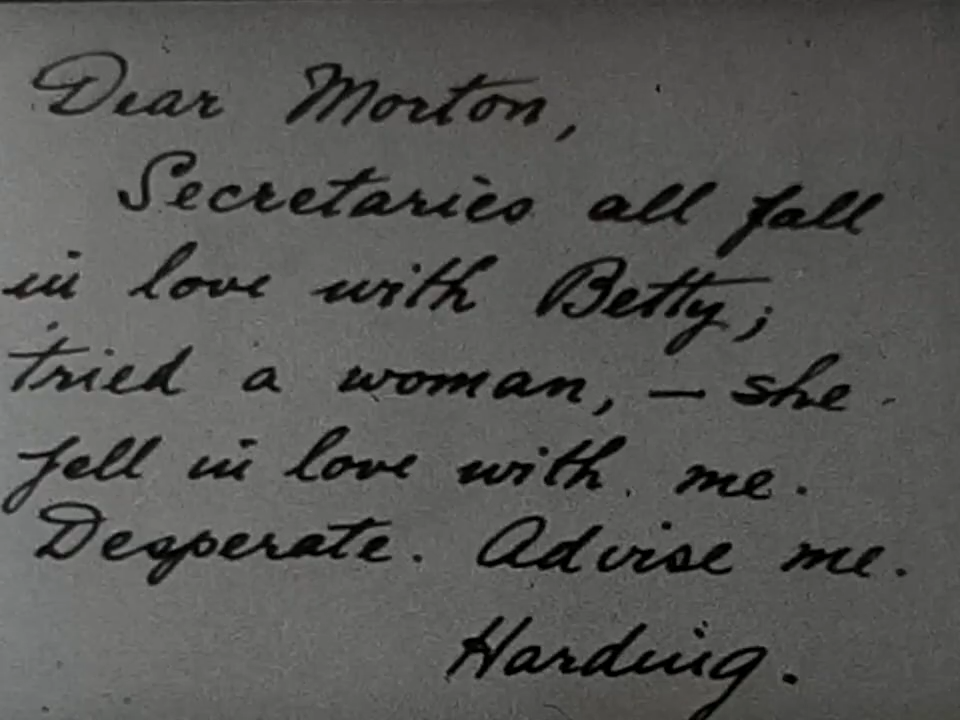 Dear Morton,
Secretaries all fall
in love with Betty;
tried a woman, — she
fell in love with me.
Desperate. Advise me.
Harding.